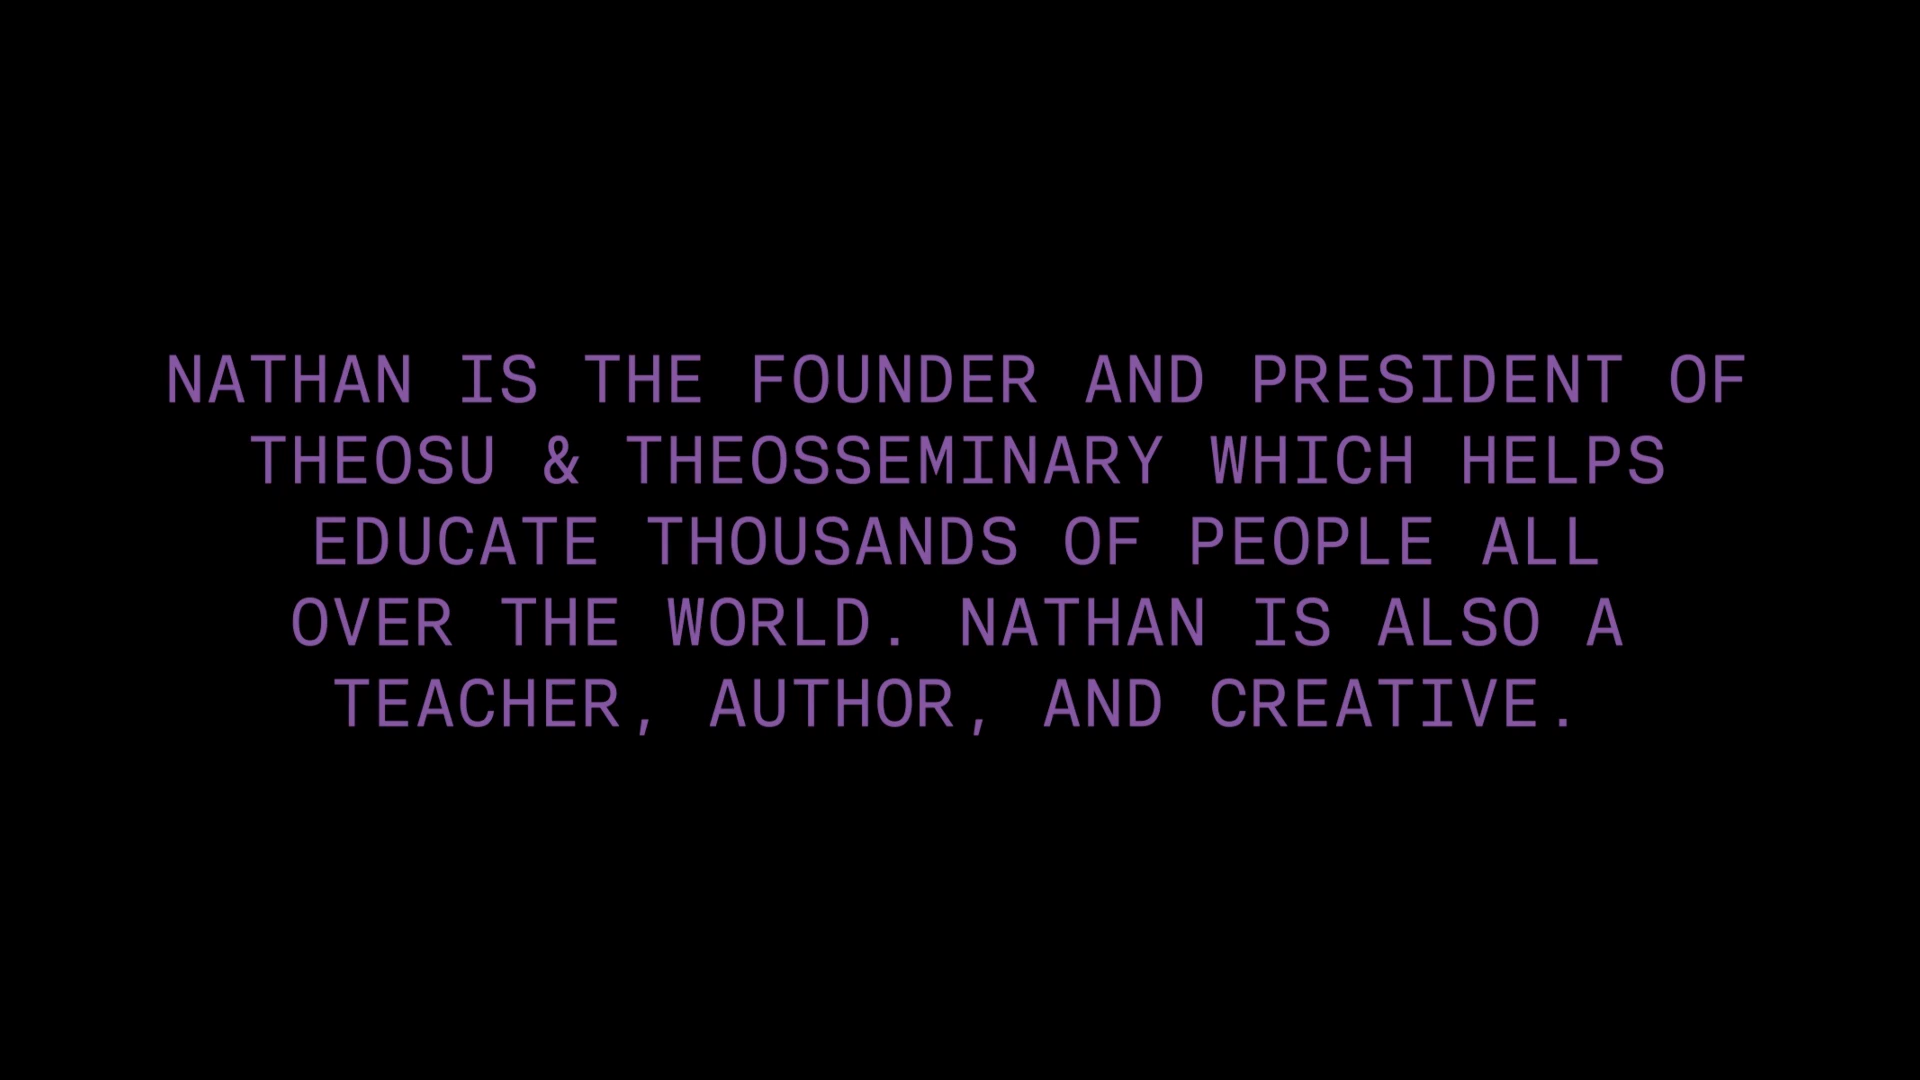 NATHAN IS THE FOUNDER AND PRESIDENT OF
THEOSU & THEOSSEMINARY WHICH HELPS
EDUCATE THOUSANDS OF PEOPLE ALL
OVER THE WORLD. NATHAN IS ALSO A
TEACHER, AUTHOR, AND CREATIVE.